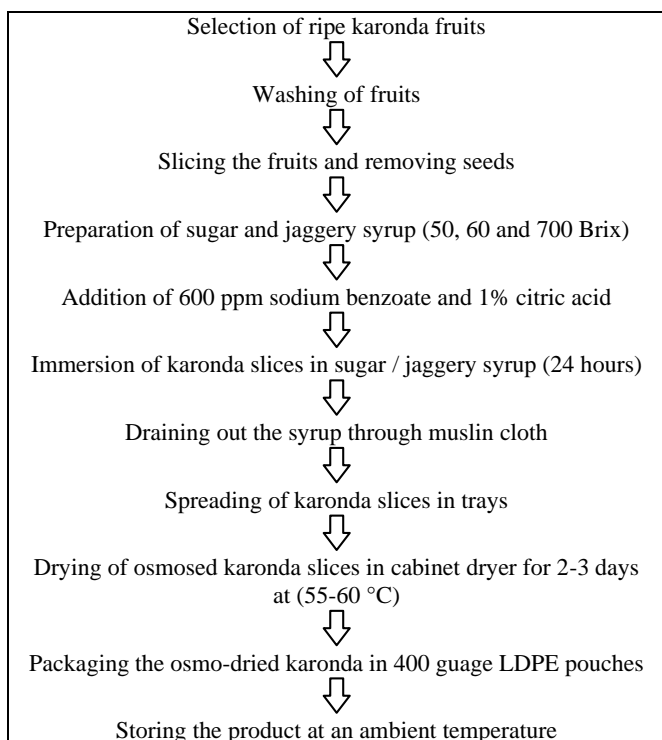 Selection of ripe karonda fruits
Washing of fruits
Slicing the fruits and removing seeds
Preparation of sugar and jaggery syrup (50, 60 and 700 Brix)
Addition of 600 ppm sodium benzoate and 1% citric acid
Immersion of karonda slices in sugar / jaggery syrup (24 hours)
Draining out the syrup through muslin cloth
Spreading of karonda slices in trays
Drying of osmosed karonda slices in cabinet dryer for 2-3 days
at (55-60 °C)
Packaging the osmo-dried karonda in 400 guage LDPE pouches
Storing the product at an ambient temperature